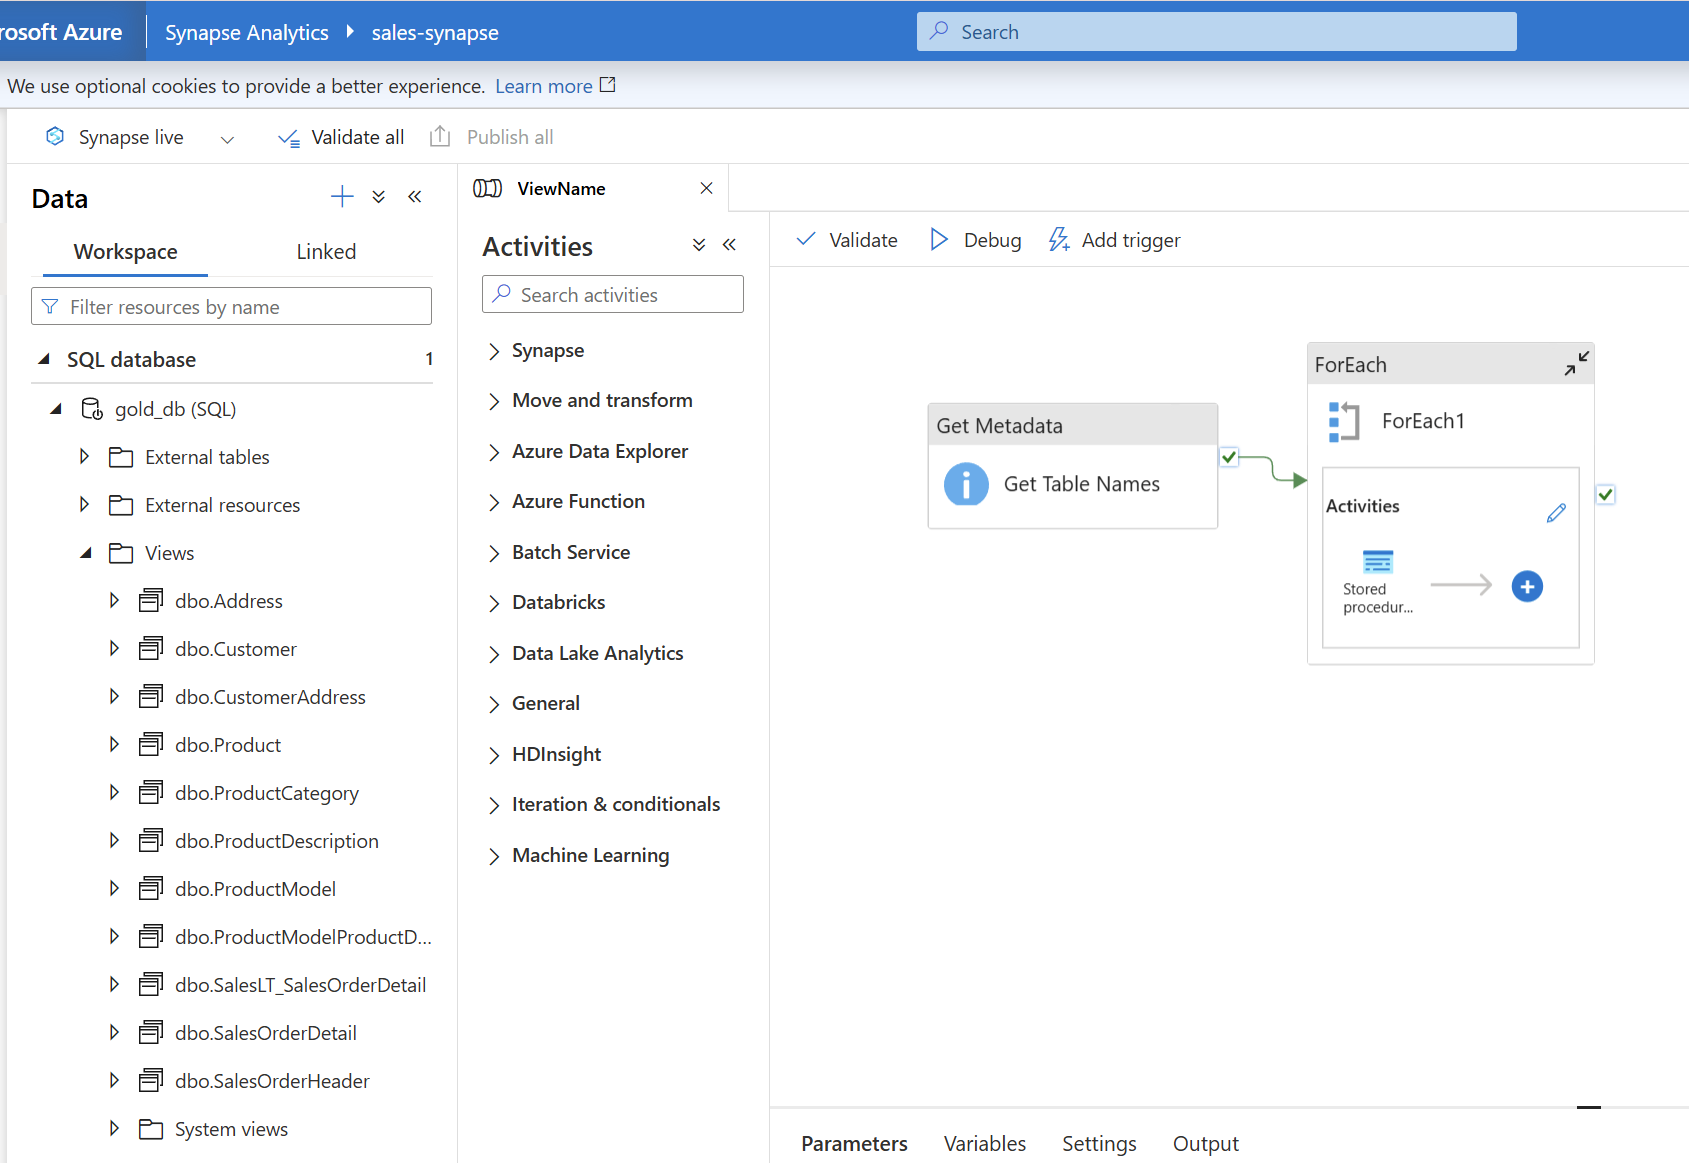 rosoft Azure
Synapse Analytics
sales-synapse
Search
We use optional cookies to provide a better experience. Learn more
Synapse live
Validate all
Publish all
Data
Workspace
Linked
Filter resources by name
SQL database
1
gold_db (SQL)
External tables
External resources
Views
dbo.Address
dbo.Customer
dbo.CustomerAddress
dbo.Product
dbo.ProductCategory
dbo.ProductDescription
dbo.ProductModel
dbo.ProductModelProductD...
dbo.SalesLT_SalesOrderDetail
dbo.SalesOrderDetail
dbo.SalesOrderHeader
System views
ViewName
Activities
Search activities
Synapse
Move and transform
Azure Data Explorer
Azure Function
Batch Service
Databricks
Data Lake Analytics
General
HDInsight
Iteration & conditionals
Machine Learning
Validate
Debug
Add trigger
Get Metadata
Get Table Names
ForEach
ForEach1
Activities
Stored
procedur...
Parameters
Variables
Settings
Output